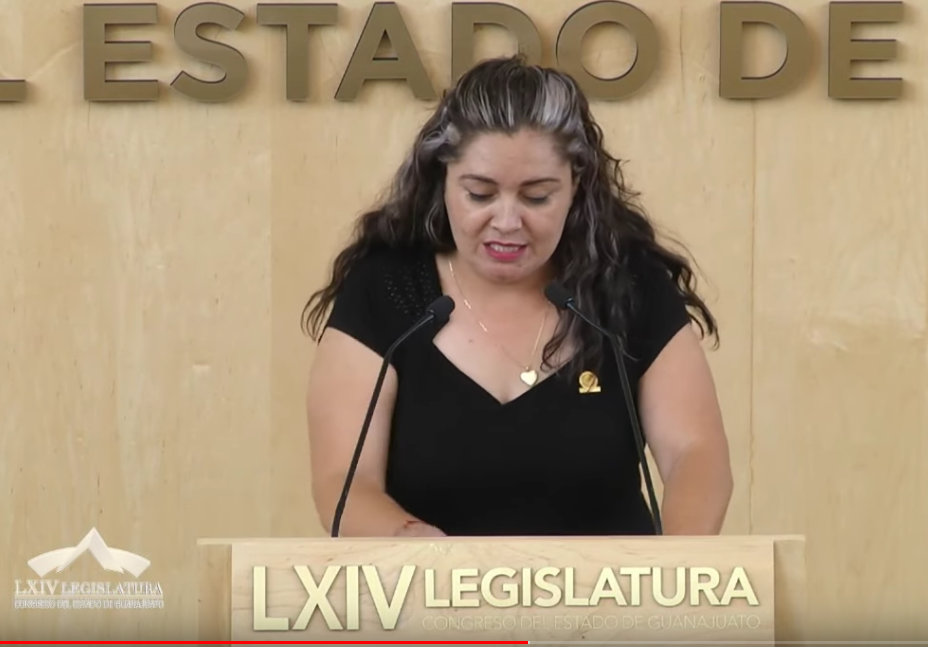 L ESTADO DE
LXIV LEGISLATURA
CONGRESO DEL ESTADO DE GUANAJUATO
LXIV LEGISLATURA
CONGRESO DEL ESTADO DE GUANAJUATO